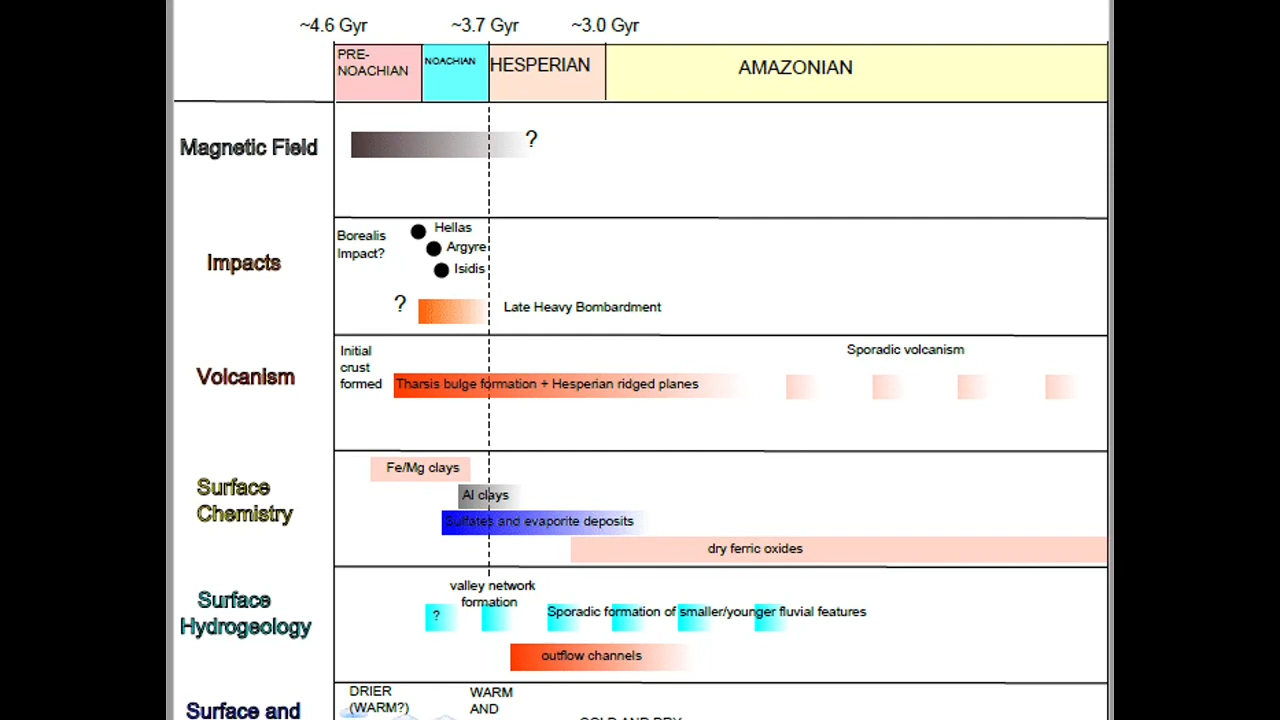 ~4.6 Gyr ~3.7 Gyr ~3.0 Gyr
PRE-
NOACHIAN
NOACHIAN
HESPERIAN
AMAZONIAN
Magnetic Field
?
Impacts
Borealis
Impact?
Hellas
Argyre
Isidis
?
Late Heavy Bombardment
Volcanism
Initial
crust
formed
Tharsis bulge formation + Hesperian ridged planes
Sporadic volcanism
Surface
Chemistry
Fe/Mg clays
Al clays
Sulfates and evaporite deposits
dry ferric oxides
Surface
Hydrogeology
valley network
formation
?
Sporadic formation of smaller/younger fluvial features
outflow channels
Surface and
DRIER
(WARM?)
WARM
AND
COLD AND DRY